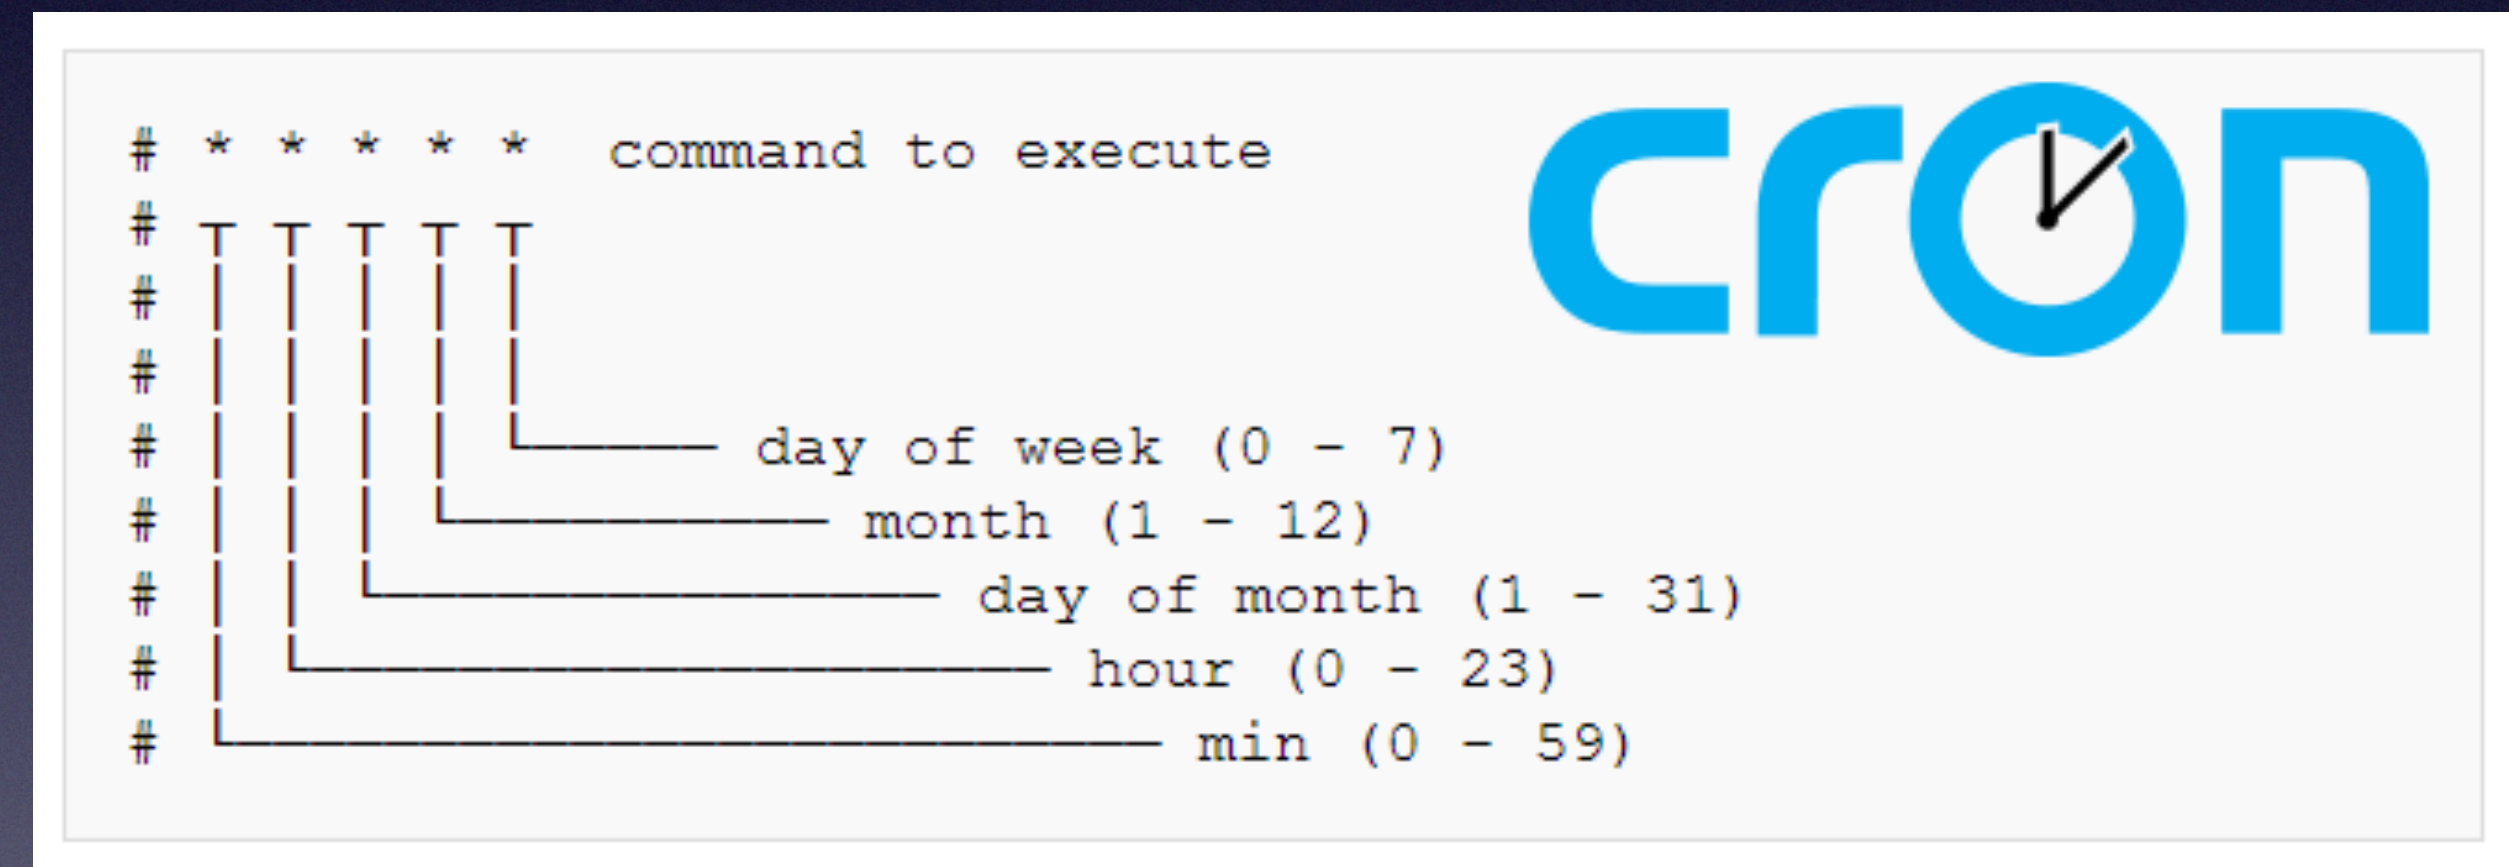 # * * * * * command to execute
cron
# ┬ ┬ ┬ ┬ ┬
# │ │ │ │ │
# │ │ │ │ │
# │ │ │ │ └───── day of week (0 - 7)
# │ │ │ └────────── month (1 - 12)
# │ │ └─────────────── day of month (1 - 31)
# │ └──────────────────── hour (0 - 23)
# └───────────────────────── min (0 - 59)